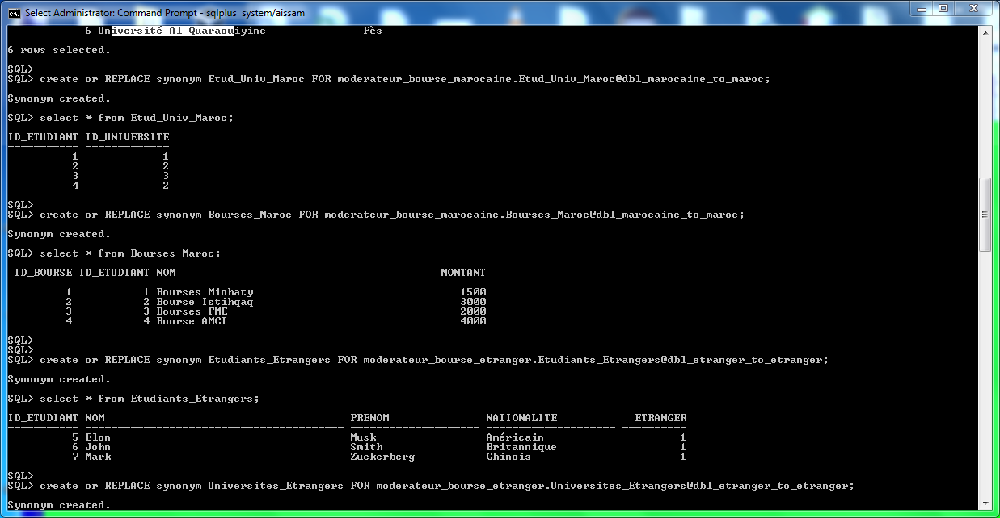 Select Administrator: Command Prompt - sqlplus system/aissam
6 Université Al Quaraouiyine Fès
6 rows selected.
SQL>
SQL> create or REPLACE synonym Etud_Univ_Maroc FOR moderateur_bourse_marocaine.Etud_Univ_Maroc@dbl_marocaine_to_maroc;
Synonym created.
SQL> select * from Etud_Univ_Maroc;
ID_ETUDIANT ID_UNIVERSITE
----------- -------------
1 1
2 2
3 3
4 2
SQL>
SQL> create or REPLACE synonym Bourses_Maroc FOR moderateur_bourse_marocaine.Bourses_Maroc@dbl_marocaine_to_maroc;
Synonym created.
SQL> select * from Bourses_Maroc;
ID_BOURSE ID_ETUDIANT NOM MONTANT
---------- ----------- ---------------------------------------- ----------
1 1 Bourses Minhaty 1500
2 2 Bourse Istihqaq 3000
3 3 Bourses FME 2000
4 4 Bourse AMCI 4000
SQL>
SQL>
SQL> create or REPLACE synonym Etudiants_Etrangers FOR moderateur_bourse_etranger.Etudiants_Etrangers@dbl_etranger_to_etranger;
Synonym created.
SQL> select * from Etudiants_Etrangers;
ID_ETUDIANT NOM PRENOM NATIONALITE ETRANGER
----------- ---------------------------------------- -------------------- -------------------- ----------
5 Elon Musk Américain 1
6 John Smith Britannique 1
7 Mark Zuckerberg Chinois 1
SQL>
SQL> create or REPLACE synonym Universites_Etrangers FOR moderateur_bourse_etranger.Universites_Etrangers@dbl_etranger_to_etranger;
Synonym created.